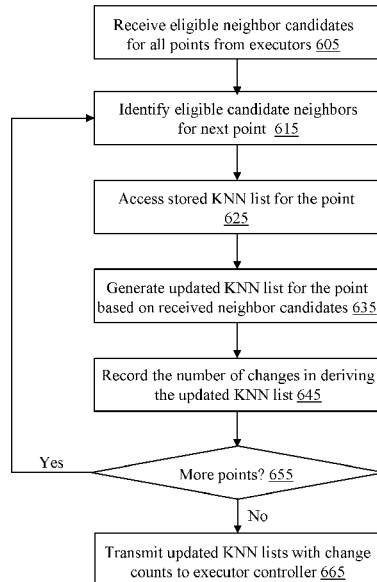 Receive eligible neighbor candidates
for all points from executors 605
Identify eligible candidate neighbors
for next point 615
Access stored KNN list for the point
625
Generate updated KNN list for the point
based on received neighbor candidates 635
Record the number of changes in deriving
the updated KNN list 645
Yes
More points? 655
No
Transmit updated KNN lists with change
counts to executor controller 665